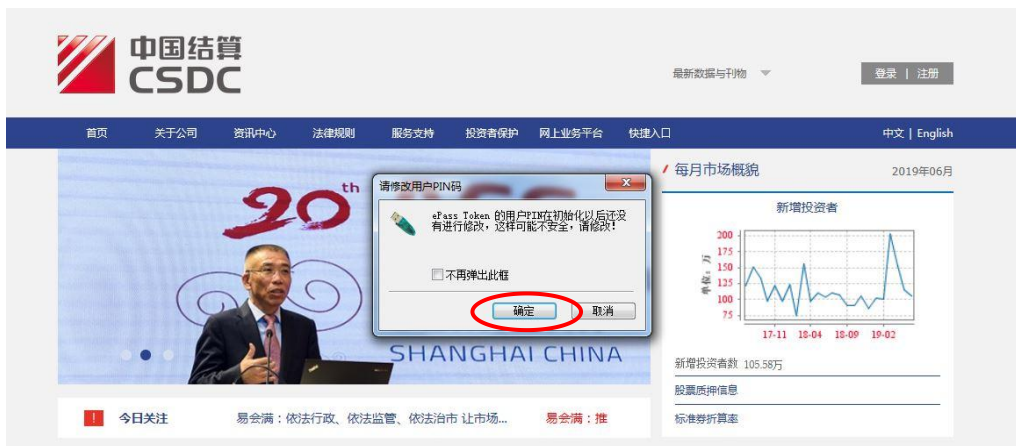 中国结算
CSDC
最新数据与刊物
登录 | 注册
首页 关于公司 资讯中心 法律规则 服务支持 投资者保护 网上业务平台 快捷入口 中文 | English
20th
请修改用户PIN码
ePass Token 的用户PIN在初始化以后还没
有进行修改，这样可能不安全，请修改！
不再弹出此框
确定 取消
SHANGHAI CHINA
每月市场概貌 2019年06月
新增投资者
单位：万
200
175
150
125
100
75
17-11 18-04 18-09 19-02
新增投资者数 105.58万
股票质押信息
标准券折算率
今日关注 易会满：依法行政、依法监管、依法治市 让市场... 易会满：推